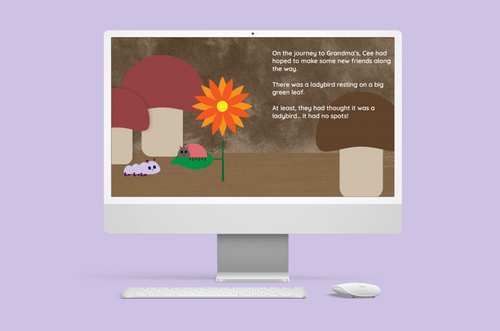 On the journey to Grandma's, Cee had
hoped to make some new friends along
the way.
There was a ladybird resting on a big
green leaf.
At least, they had thought it was a
ladybird... it had no spots!